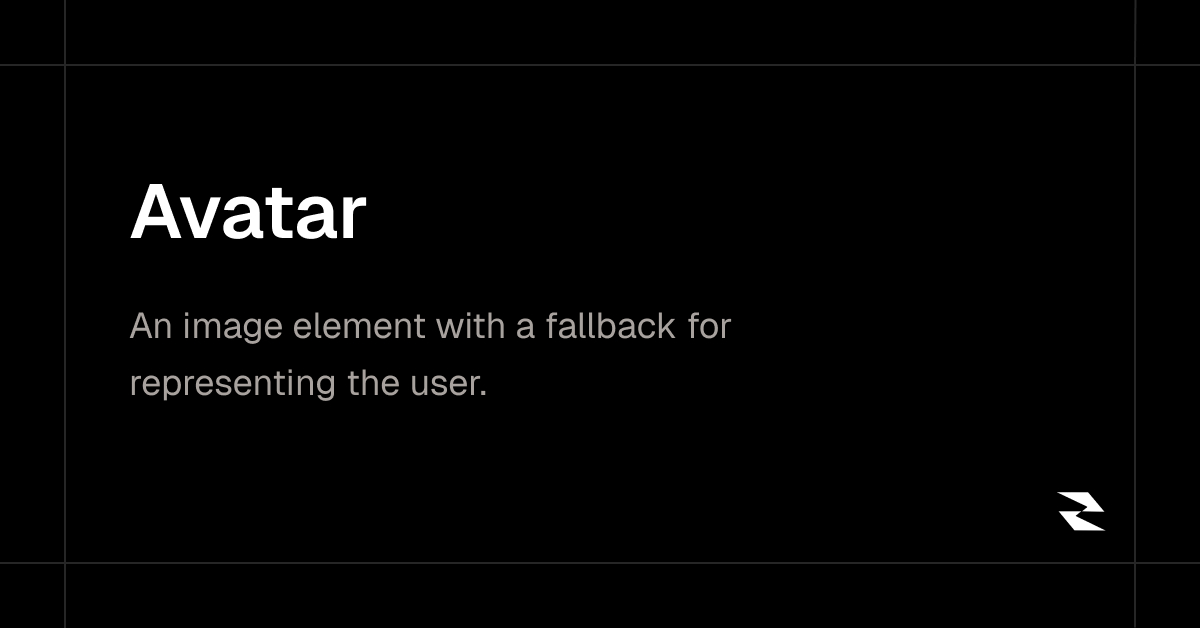 Avatar
An image element with a fallback for
representing the user.